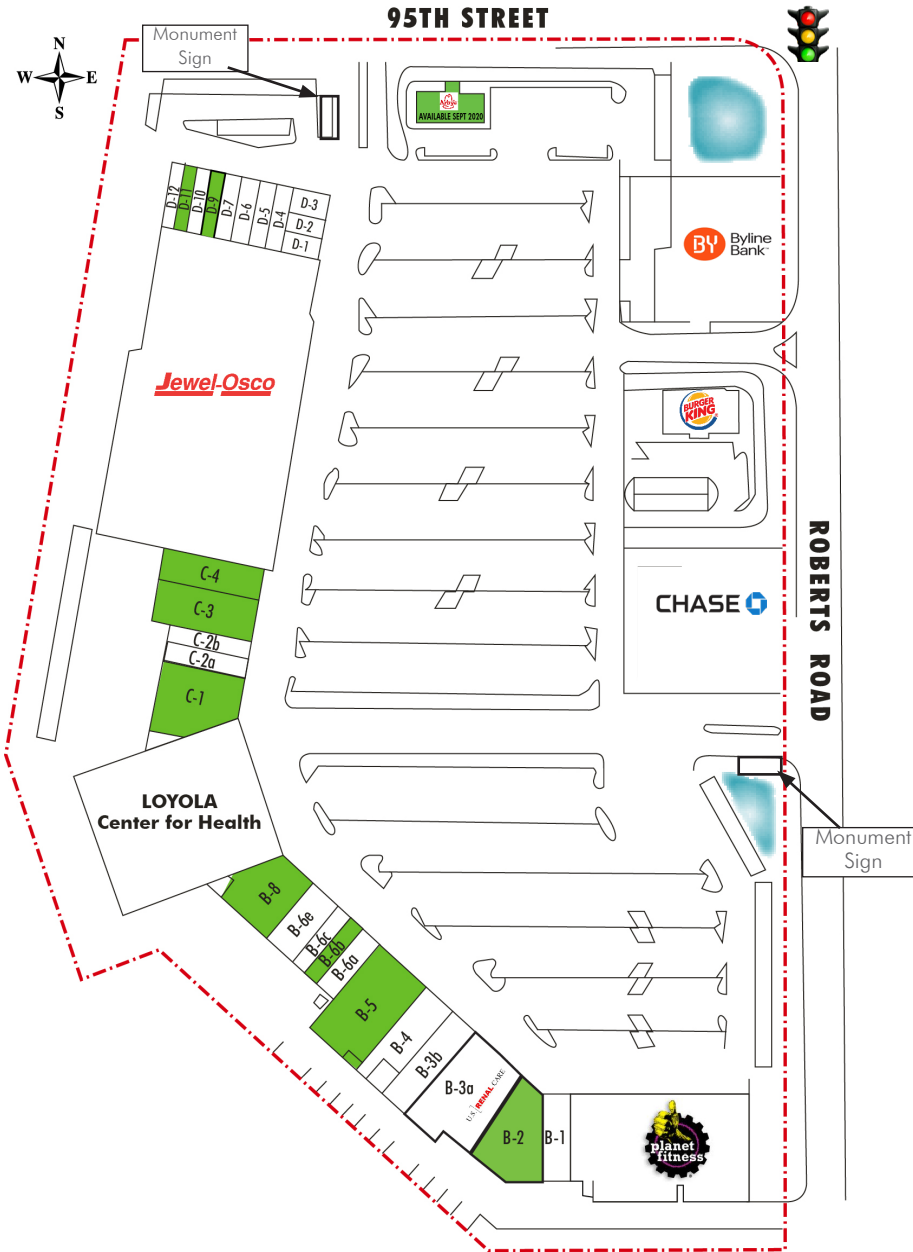 95TH STREET
Monument
Sign
N
W E
S
Arby's
AVAILABLE SEPT 2020
D-12
D-11
D-10
D-9
D-7
D-6
D-5
D-4
D-3
D-2
D-1
BY Byline
Bank
Jewel-Osco
BURGER
KING
ROBERTS ROAD
C-4
C-3
CHASE
C-2b
C-2a
C-1
LOYOLA
Center for Health
Monument
Sign
B-8
B-6e
B-6c
B-6b
B-6a
B-5
B-4
B-3b
B-3a
U.S. RENAL CARE
B-2
B-1
planet
fitness